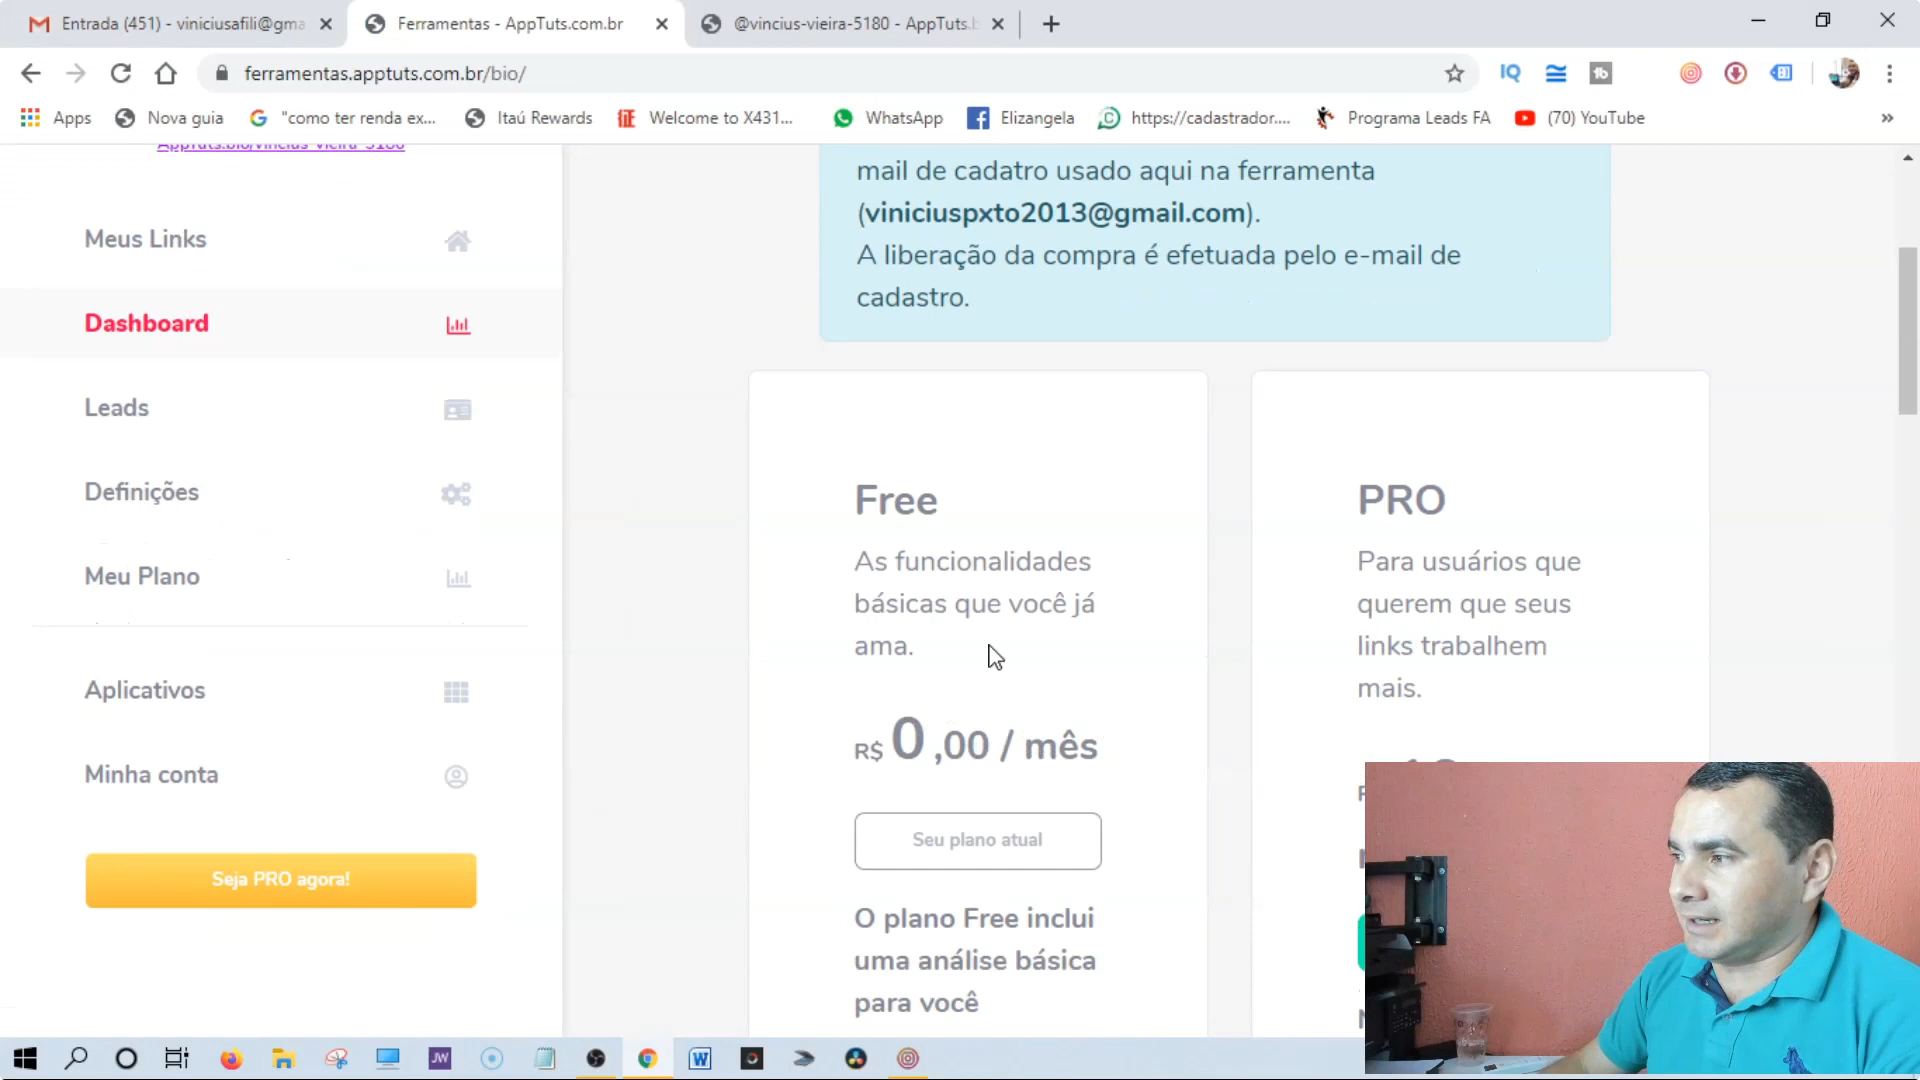 Entrada (451) - viniciusafili@gma
Ferramentas - AppTuts.com.br
@vincius-vieira-5180 - AppTuts.b
ferramentas.apptuts.com.br/bio/
Apps
Nova guia
"como ter renda ex...
Itaú Rewards
Welcome to X431...
WhatsApp
Elizangela
https://cadastrador....
Programa Leads FA
(70) YouTube
AppTuts.bio/vincius-vieira-5180
Meus Links
Dashboard
Leads
Definições
Meu Plano
Aplicativos
Minha conta
Seja PRO agora!
mail de cadatro usado aqui na ferramenta
(viniciuspxto2013@gmail.com).
A liberação da compra é efetuada pelo e-mail de
cadastro.
Free
As funcionalidades
básicas que você já
ama.
R$ 0,00 / mês
Seu plano atual
O plano Free inclui
uma análise básica
para você
PRO
Para usuários que
querem que seus
links trabalhem
mais.